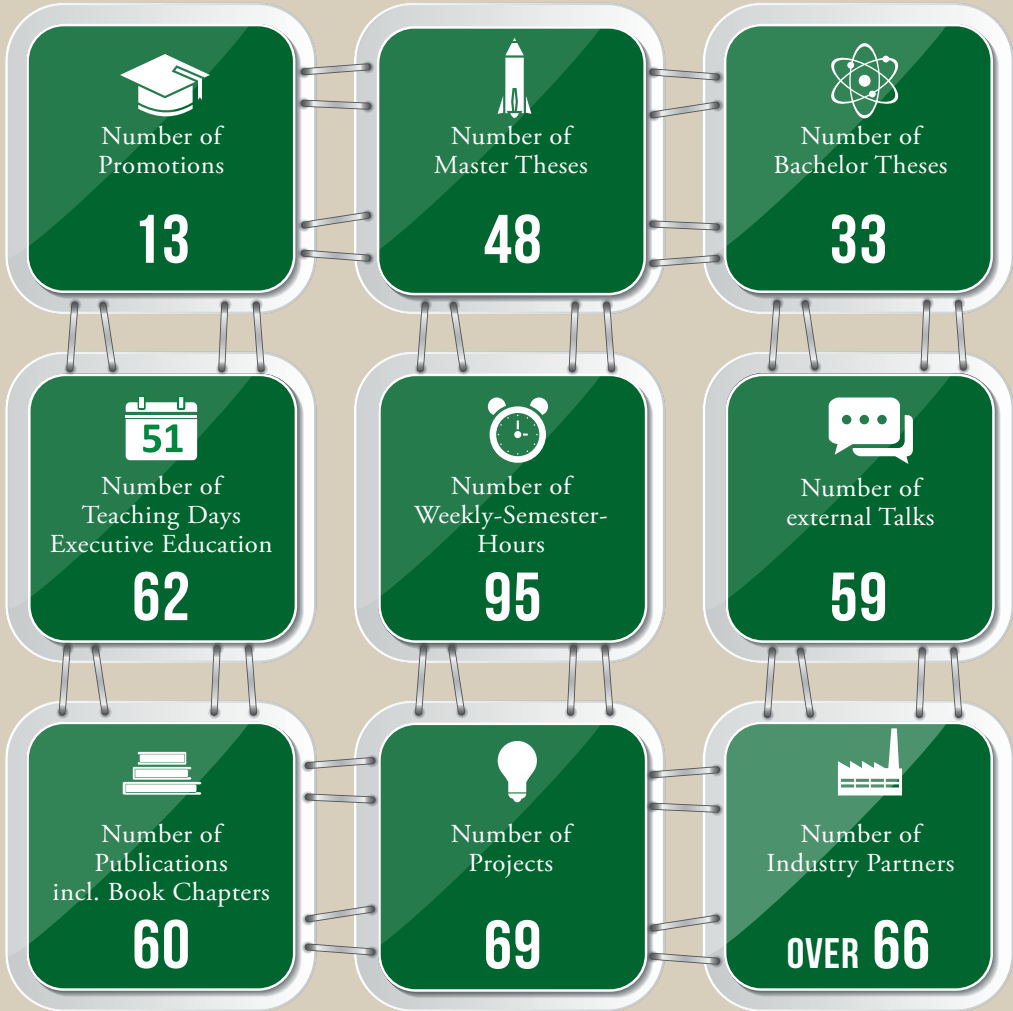 Number of
Promotions
13
Number of
Master Theses
48
Number of
Bachelor Theses
33
51
Number of
Teaching Days
Executive Education
62
Number of
Weekly-Semester-
Hours
95
Number of
external Talks
59
Number of
Publications
incl. Book Chapters
60
Number of
Projects
69
Number of
Industry Partners
OVER 66